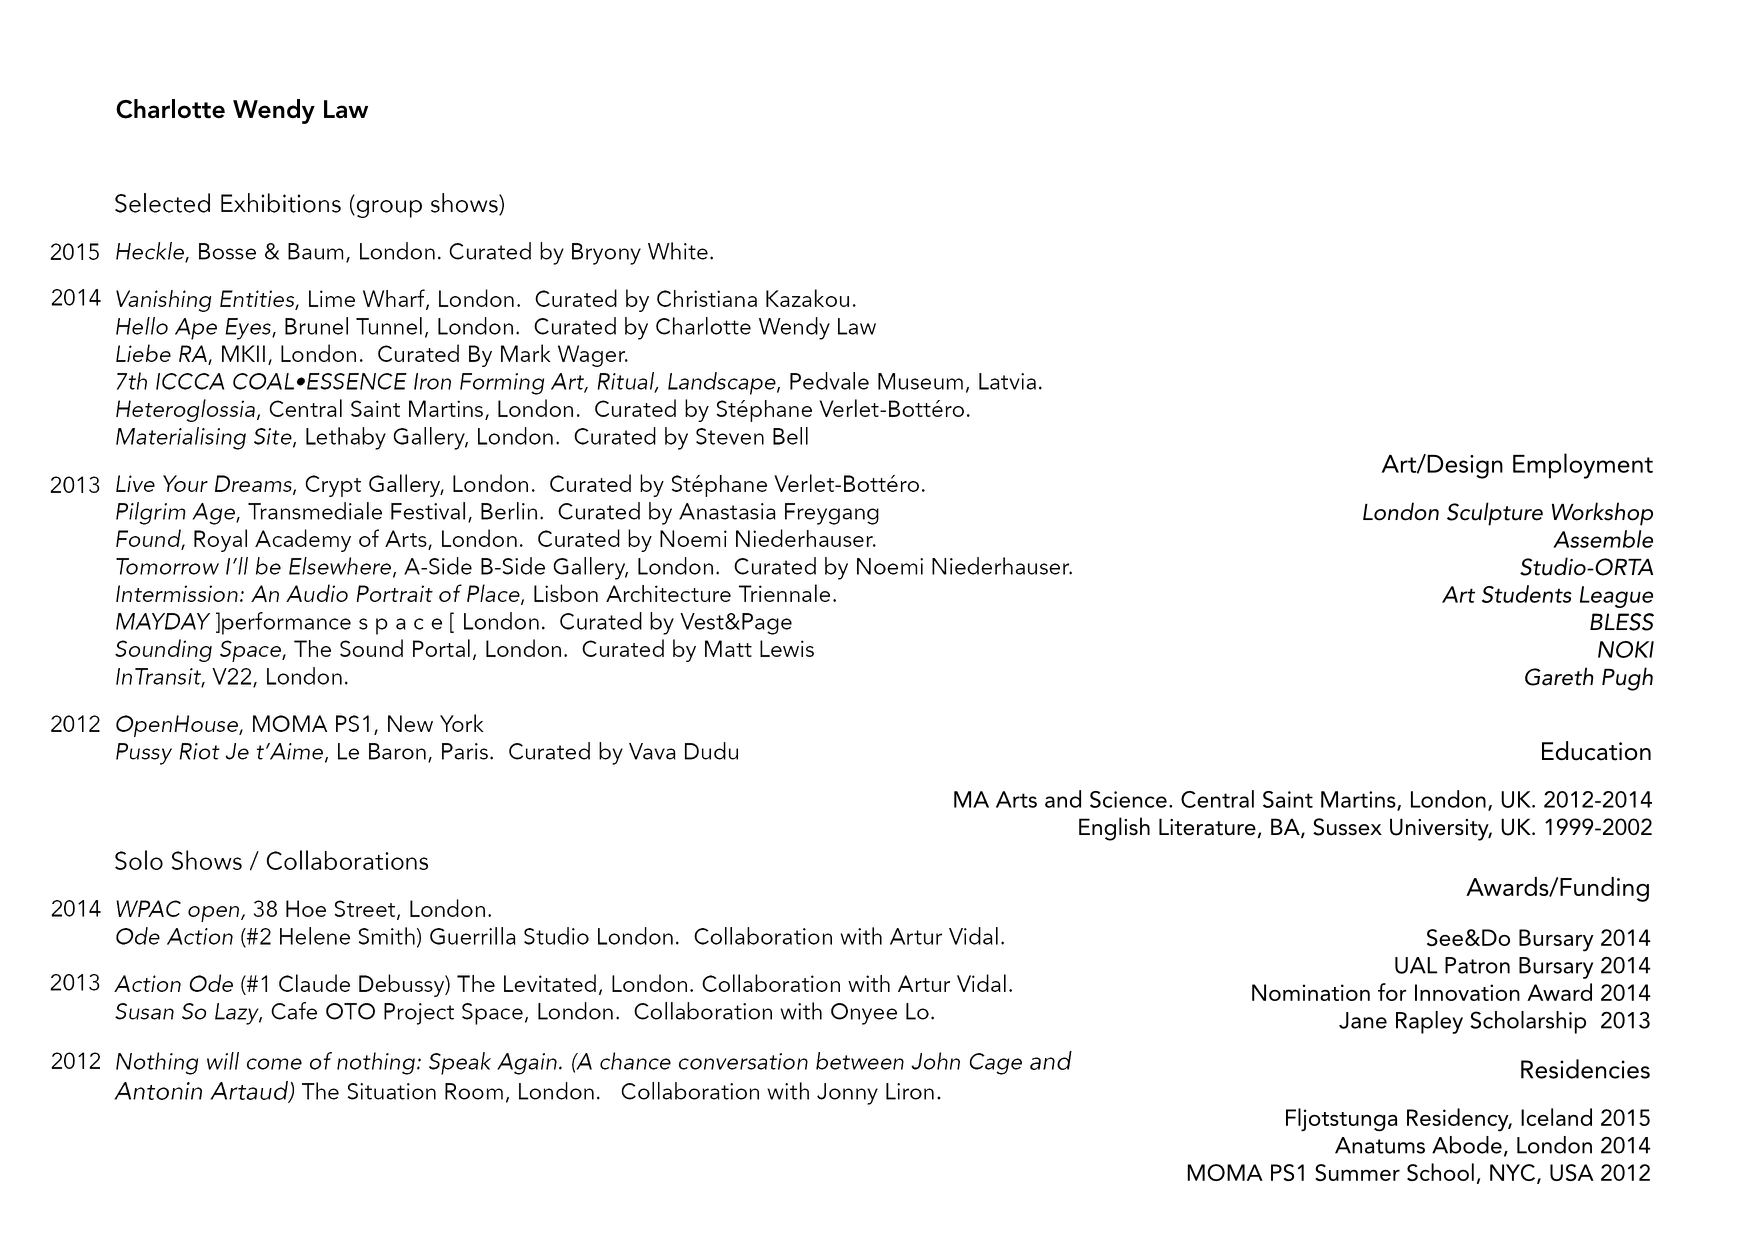 Charlotte Wendy Law
Selected Exhibitions (group shows)
2015 Heckle, Bosse & Baum, London. Curated by Bryony White.
2014 Vanishing Entities, Lime Wharf, London.  Curated by Christiana Kazakou.
Hello Ape Eyes, Brunel Tunnel, London.  Curated by Charlotte Wendy Law
Liebe RA, MKII, London.  Curated By Mark Wager.
7th ICCCA COAL•ESSENCE Iron Forming Art, Ritual, Landscape, Pedvale Museum, Latvia.
Heteroglossia, Central Saint Martins, London.  Curated by Stéphane Verlet-Bottéro.
Materialising Site, Lethaby Gallery, London.  Curated by Steven Bell
2013 Live Your Dreams, Crypt Gallery, London.  Curated by Stéphane Verlet-Bottéro.
Pilgrim Age, Transmediale Festival, Berlin.  Curated by Anastasia Freygang
Found, Royal Academy of Arts, London.  Curated by Noemi Niederhauser.
Tomorrow I’ll be Elsewhere, A-Side B-Side Gallery, London.  Curated by Noemi Niederhauser.
Intermission: An Audio Portrait of Place, Lisbon Architecture Triennale.
MAYDAY ]performance s p a c e [ London.  Curated by Vest&Page
Sounding Space, The Sound Portal, London.  Curated by Matt Lewis
InTransit, V22, London.
2012 OpenHouse, MOMA PS1, New York
Pussy Riot Je t’Aime, Le Baron, Paris.  Curated by Vava Dudu
Solo Shows / Collaborations
2014 WPAC open, 38 Hoe Street, London.
Ode Action (#2 Helene Smith) Guerrilla Studio London.  Collaboration with Artur Vidal.
2013 Action Ode (#1 Claude Debussy) The Levitated, London. Collaboration with Artur Vidal.
Susan So Lazy, Cafe OTO Project Space, London.  Collaboration with Onyee Lo.
2012 Nothing will come of nothing: Speak Again. (A chance conversation between John Cage and
Antonin Artaud) The Situation Room, London.   Collaboration with Jonny Liron.
Art/Design Employment
London Sculpture Workshop
Assemble
Studio-ORTA
Art Students League
BLESS
NOKI
Gareth Pugh
Education
MA Arts and Science. Central Saint Martins, London, UK. 2012-2014
English Literature, BA, Sussex University, UK. 1999-2002
Awards/Funding
See&Do Bursary 2014
UAL Patron Bursary 2014
Nomination for Innovation Award 2014
Jane Rapley Scholarship  2013
Residencies
Fljotstunga Residency, Iceland 2015
Anatums Abode, London 2014
MOMA PS1 Summer School, NYC, USA 2012